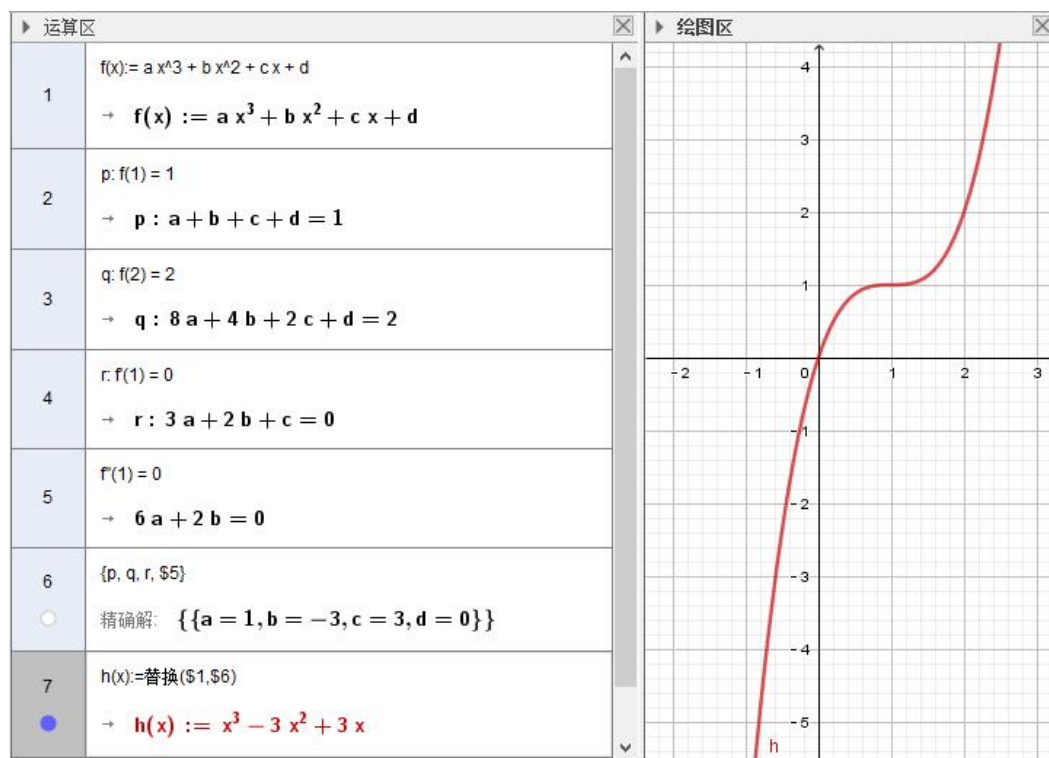 运算区
1
f(x):= a x^3 + b x^2 + c x + d
→ f(x) := a x³ + b x² + c x + d
2
p: f(1) = 1
→ p : a + b + c + d = 1
3
q: f(2) = 2
→ q : 8 a + 4 b + 2 c + d = 2
4
r: f'(1) = 0
→ r : 3 a + 2 b + c = 0
5
f''(1) = 0
→ 6 a + 2 b = 0
6
{p, q, r, $5}
精确解: {{a = 1, b = −3, c = 3, d = 0}}
7
h(x):=替换($1,$6)
→ h(x) := x³ − 3 x² + 3 x
绘图区
4
3
2
1
-2 -1 0 1 2 3
-1
-2
-3
-4
-5
h